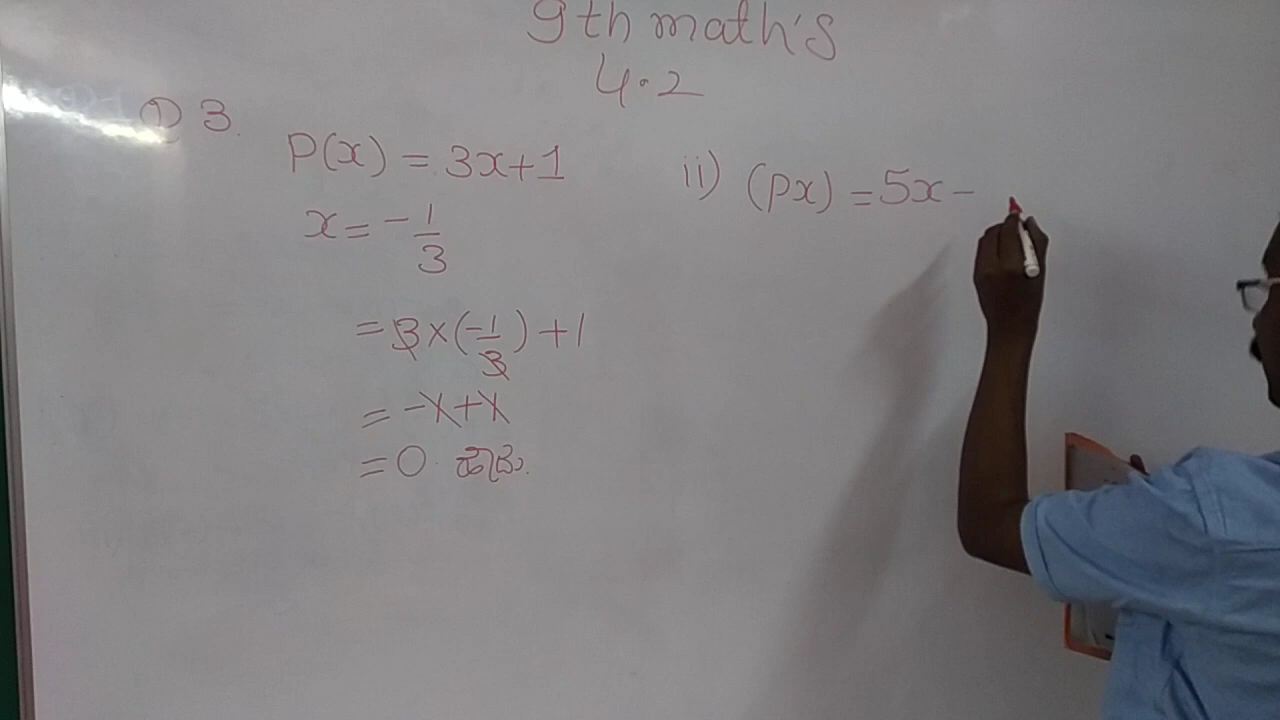 9th math's
4.2
① 3.
P(x) = 3x+1
x = -1/3
= 3×(-1/3)+1
= -1+1
= 0. ಹೌದು.
ii) (px) = 5x -